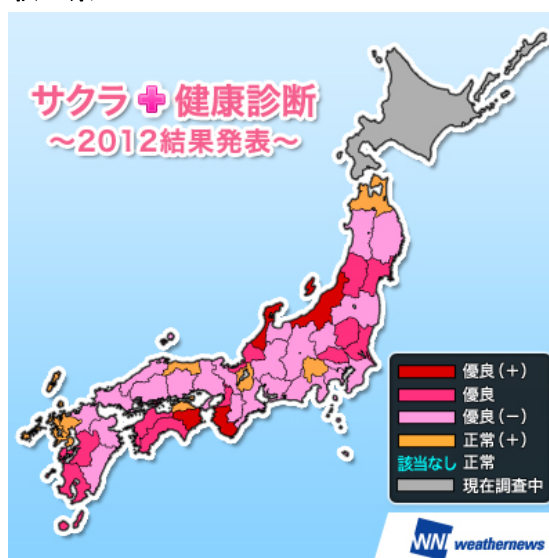 サクラ健康診断
～2012結果発表～
優良(+)
優良
優良(－)
正常(+)
該当なし 正常
現在調査中
WN weathernews